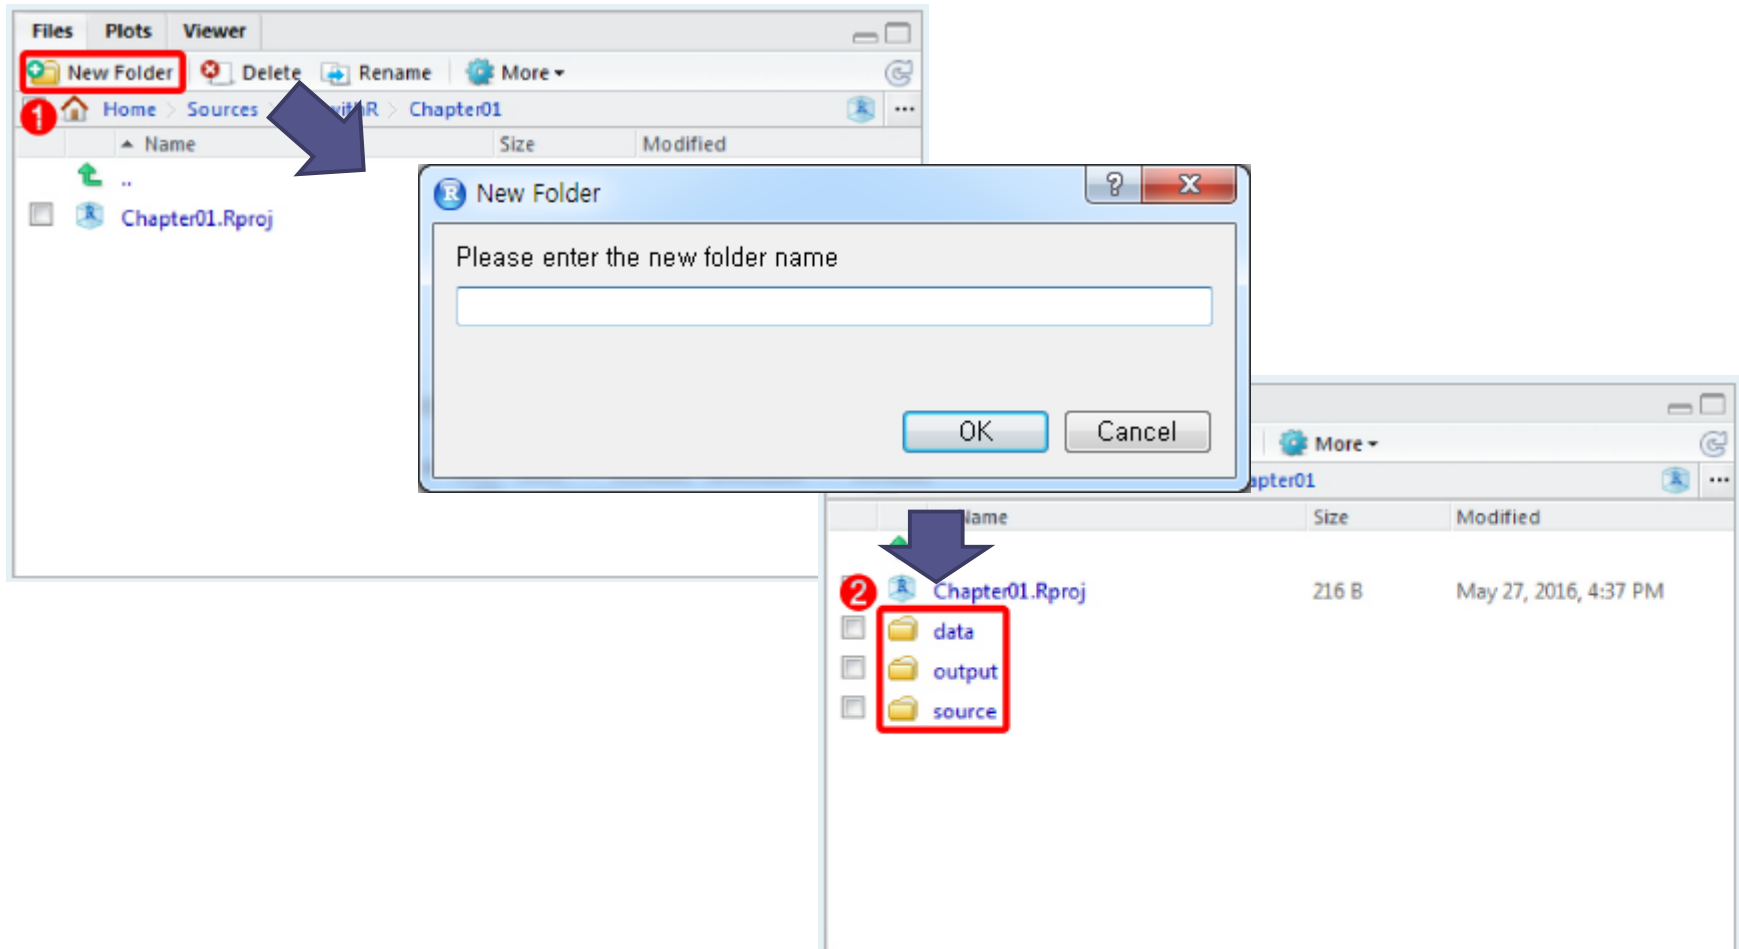 Files Plots Viewer
New Folder Delete Rename More
1 Home Sources withR Chapter01
Name Size Modified
..
Chapter01.Rproj
New Folder
Please enter the new folder name
OK Cancel
More
apter01
Name Size Modified
2 Chapter01.Rproj 216 B May 27, 2016, 4:37 PM
data
output
source